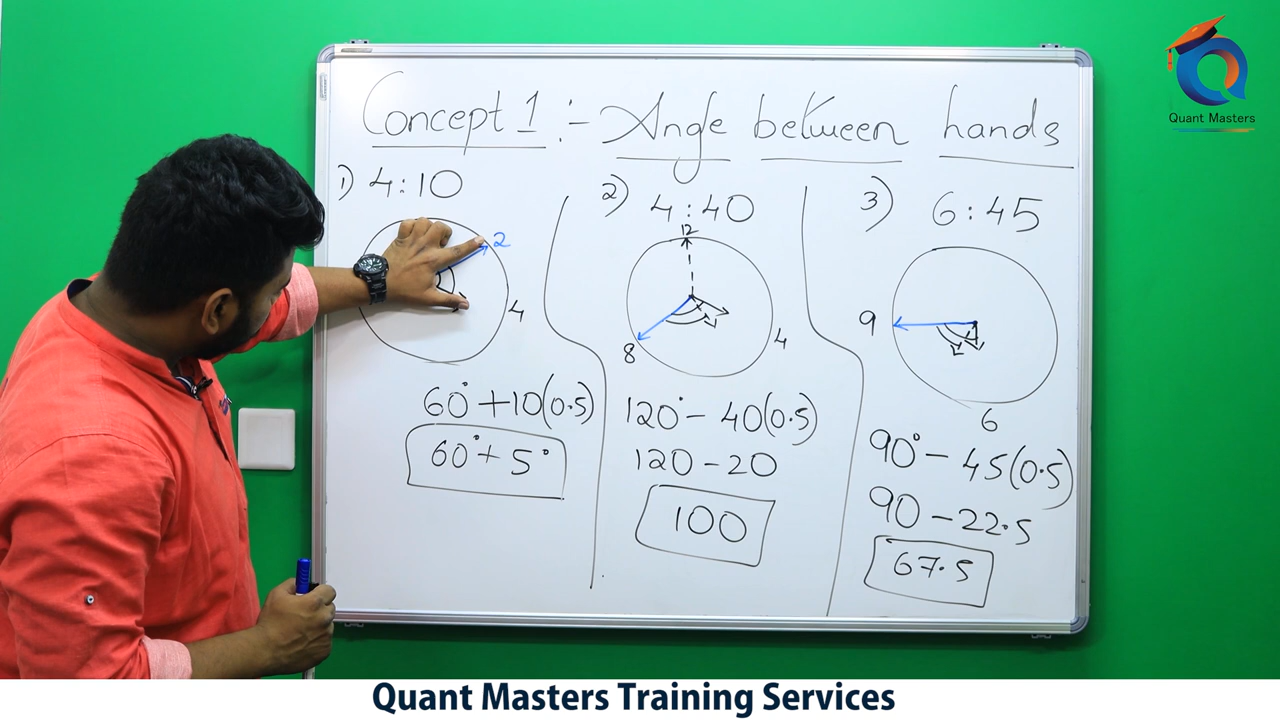 Concept 1 :- Angle between hands
1) 4:10
2
4
60° + 10(0.5)
60° + 5°
2) 4:40
12
8
4
120° - 40(0.5)
120 - 20
100
3) 6:45
9
6
90° - 45(0.5)
90 - 22.5
67.5
Quant Masters
Quant Masters Training Services